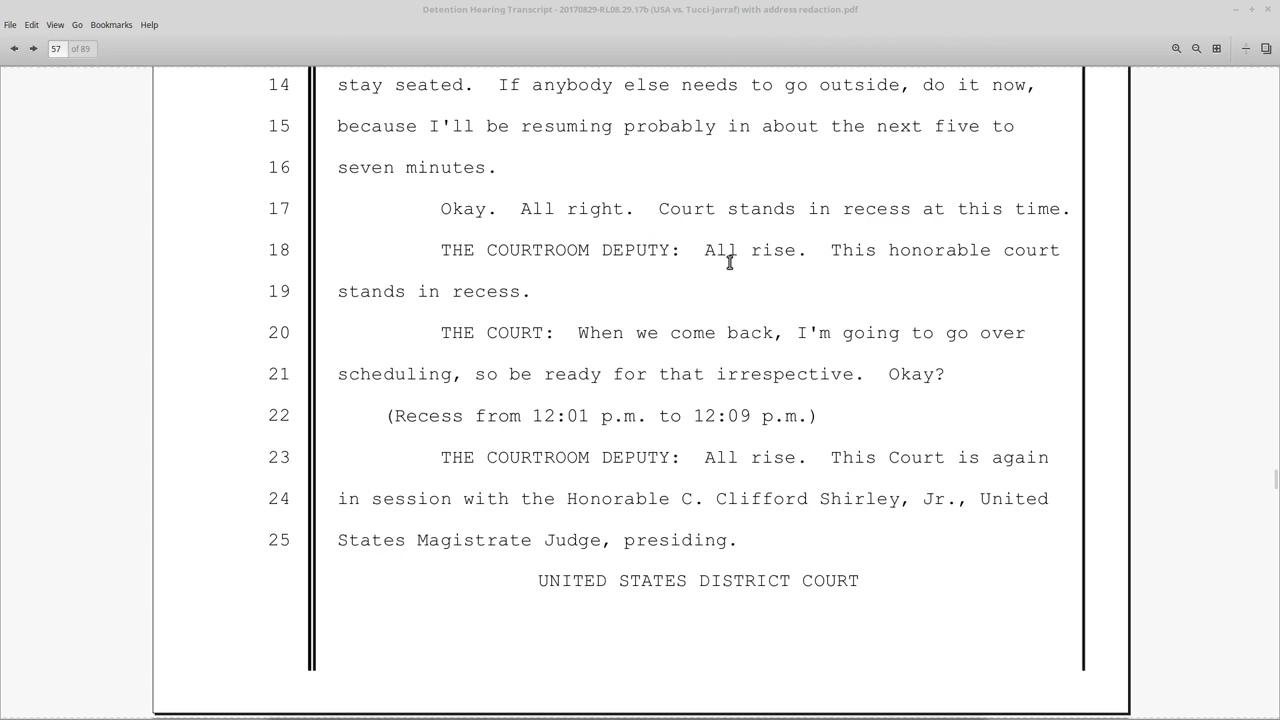 Detention Hearing Transcript - 20170829-RL08.29.17b (USA vs. Tucci-Jarraf) with address redaction.pdf
File Edit View Go Bookmarks Help
57 of 89
14 stay seated.  If anybody else needs to go outside, do it now,
15 because I'll be resuming probably in about the next five to
16 seven minutes.
17 Okay.  All right.  Court stands in recess at this time.
18 THE COURTROOM DEPUTY:  All rise.  This honorable court
19 stands in recess.
20 THE COURT:  When we come back, I'm going to go over
21 scheduling, so be ready for that irrespective.  Okay?
22 (Recess from 12:01 p.m. to 12:09 p.m.)
23 THE COURTROOM DEPUTY:  All rise.  This Court is again
24 in session with the Honorable C. Clifford Shirley, Jr., United
25 States Magistrate Judge, presiding.
UNITED STATES DISTRICT COURT